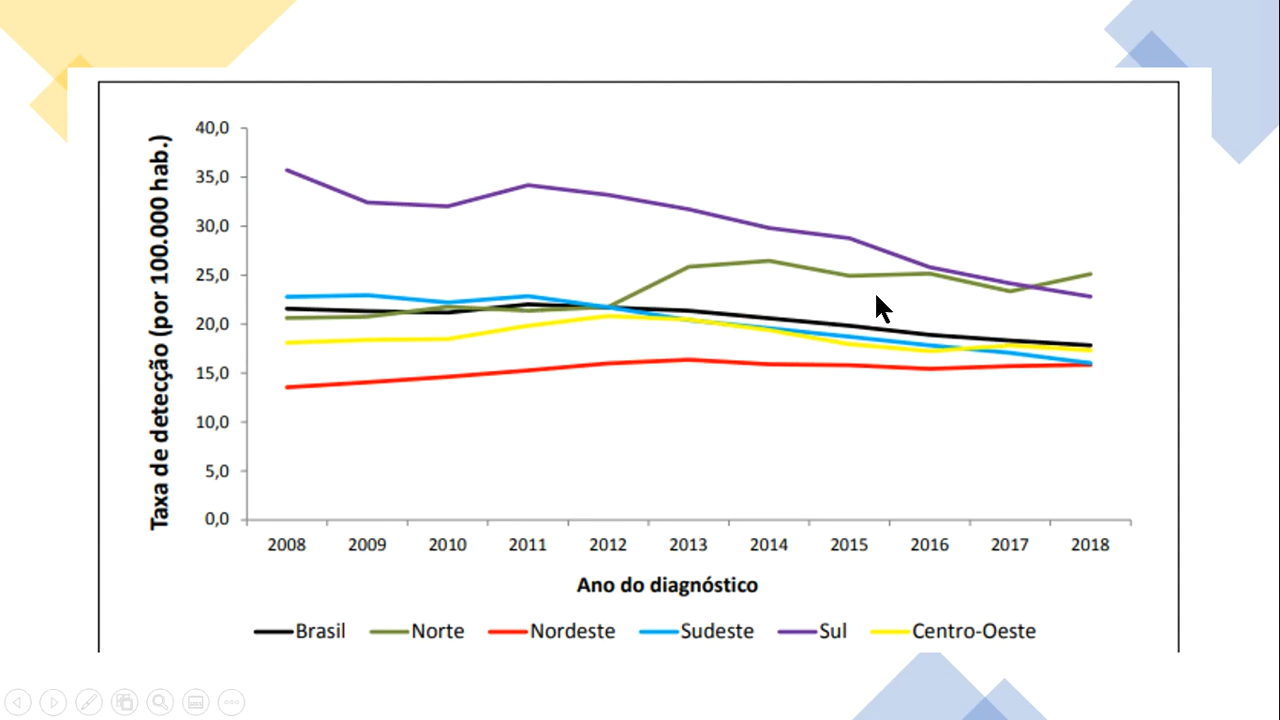 Taxa de detecção (por 100.000 hab.)
40,0
35,0
30,0
25,0
20,0
15,0
10,0
5,0
0,0
2008 2009 2010 2011 2012 2013 2014 2015 2016 2017 2018
Ano do diagnóstico
Brasil Norte Nordeste Sudeste Sul Centro-Oeste